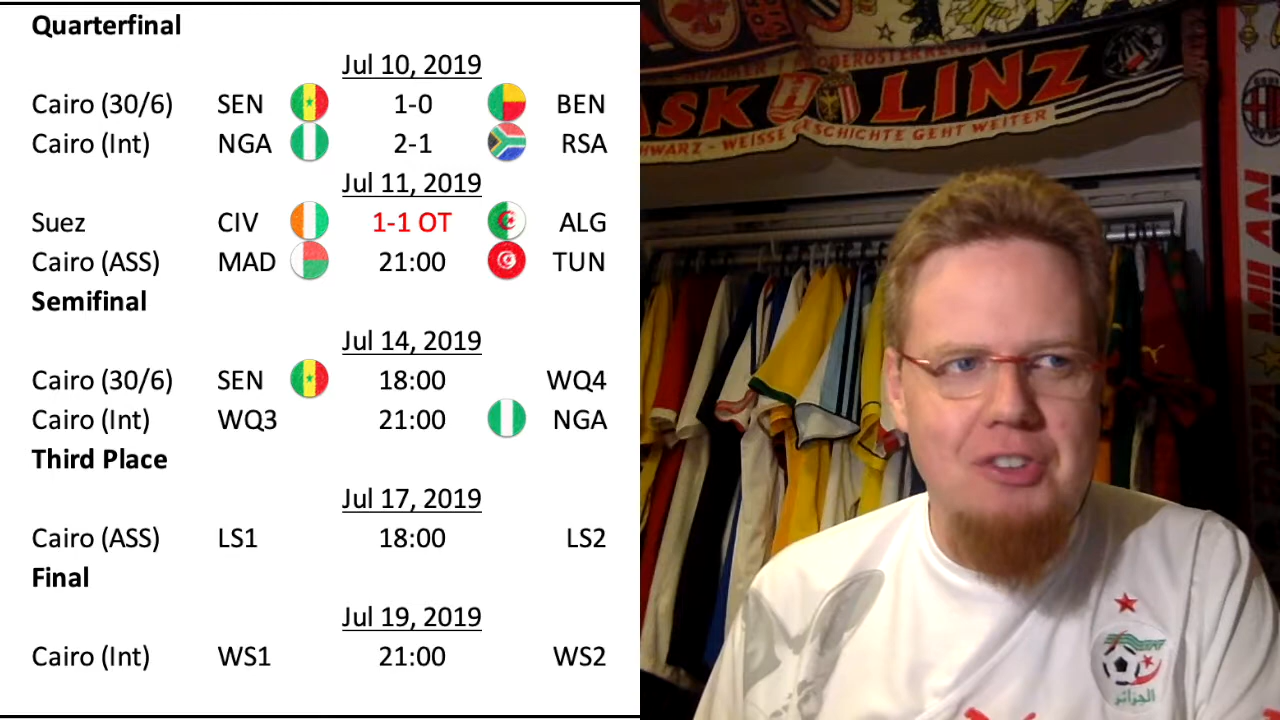 Quarterfinal
Jul 10, 2019
Cairo (30/6) SEN 1-0 BEN
Cairo (Int) NGA 2-1 RSA
Jul 11, 2019
Suez CIV 1-1 OT ALG
Cairo (ASS) MAD 21:00 TUN
Semifinal
Jul 14, 2019
Cairo (30/6) SEN 18:00 WQ4
Cairo (Int) WQ3 21:00 NGA
Third Place
Jul 17, 2019
Cairo (ASS) LS1 18:00 LS2
Final
Jul 19, 2019
Cairo (Int) WS1 21:00 WS2
OBERÖSTERREICH
ASK LINZ
SCHWARZ - WEISSE GESCHICHTE GEHT WEITER
MILAN
FORZA
الجزائر